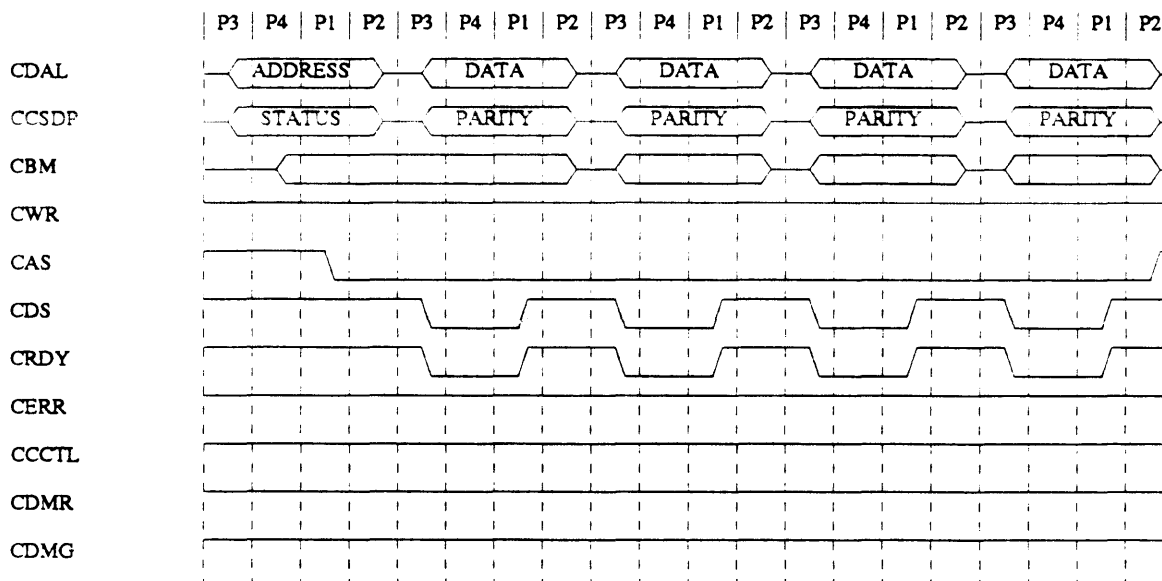 P3 P4 P1 P2 P3 P4 P1 P2 P3 P4 P1 P2 P3 P4 P1 P2 P3 P4 P1 P2
CDAL ADDRESS DATA DATA DATA DATA
CCSDP STATUS PARITY PARITY PARITY PARITY
CBM
CWR
CAS
CDS
CRDY
CERR
CCCTL
CDMR
CDMG